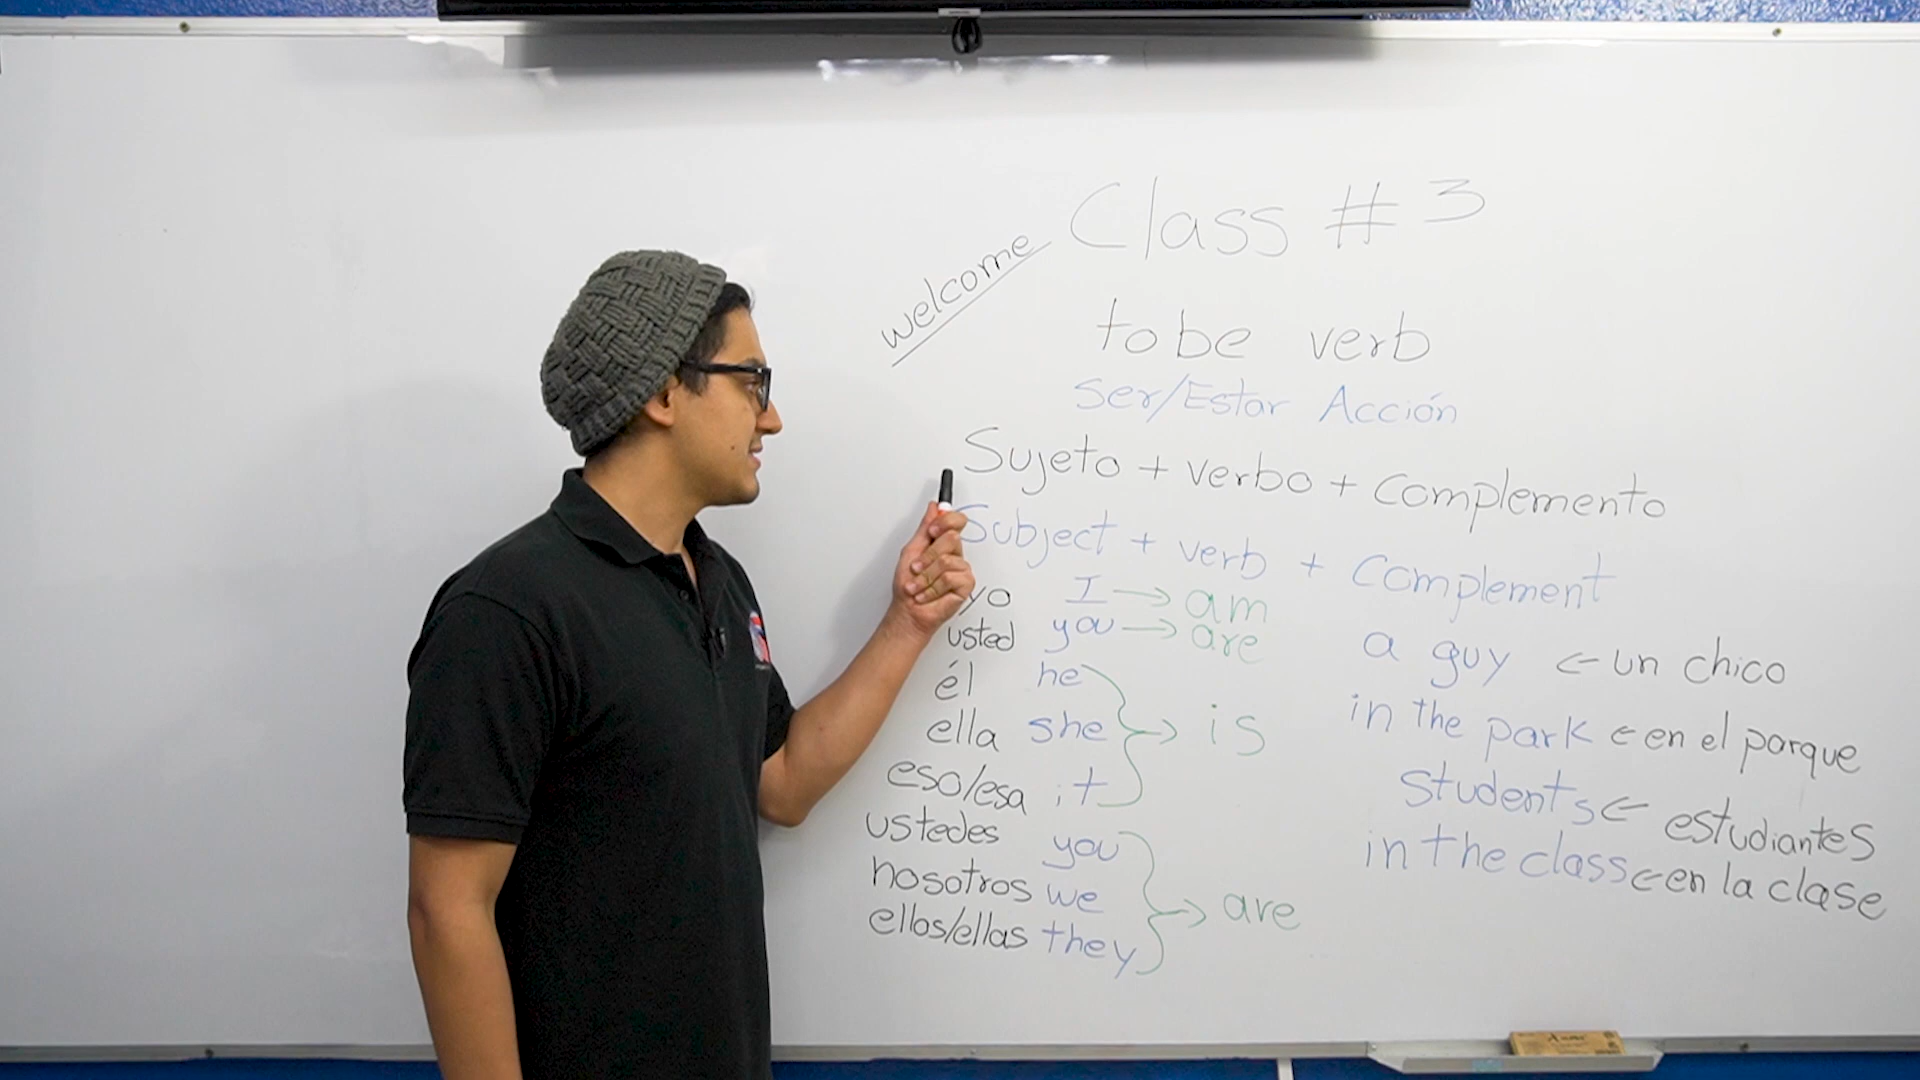 Class # 3
welcome
to be verb
ser/Estar Acción
Sujeto + verbo + complemento
Subject + verb + complement
yo I → am
usted you → are
él he
ella she → is
eso/esa it
ustedes you
nosotros we → are
ellos/ellas they
a guy ← un chico
in the park ← en el parque
students ← estudiantes
in the class ← en la clase